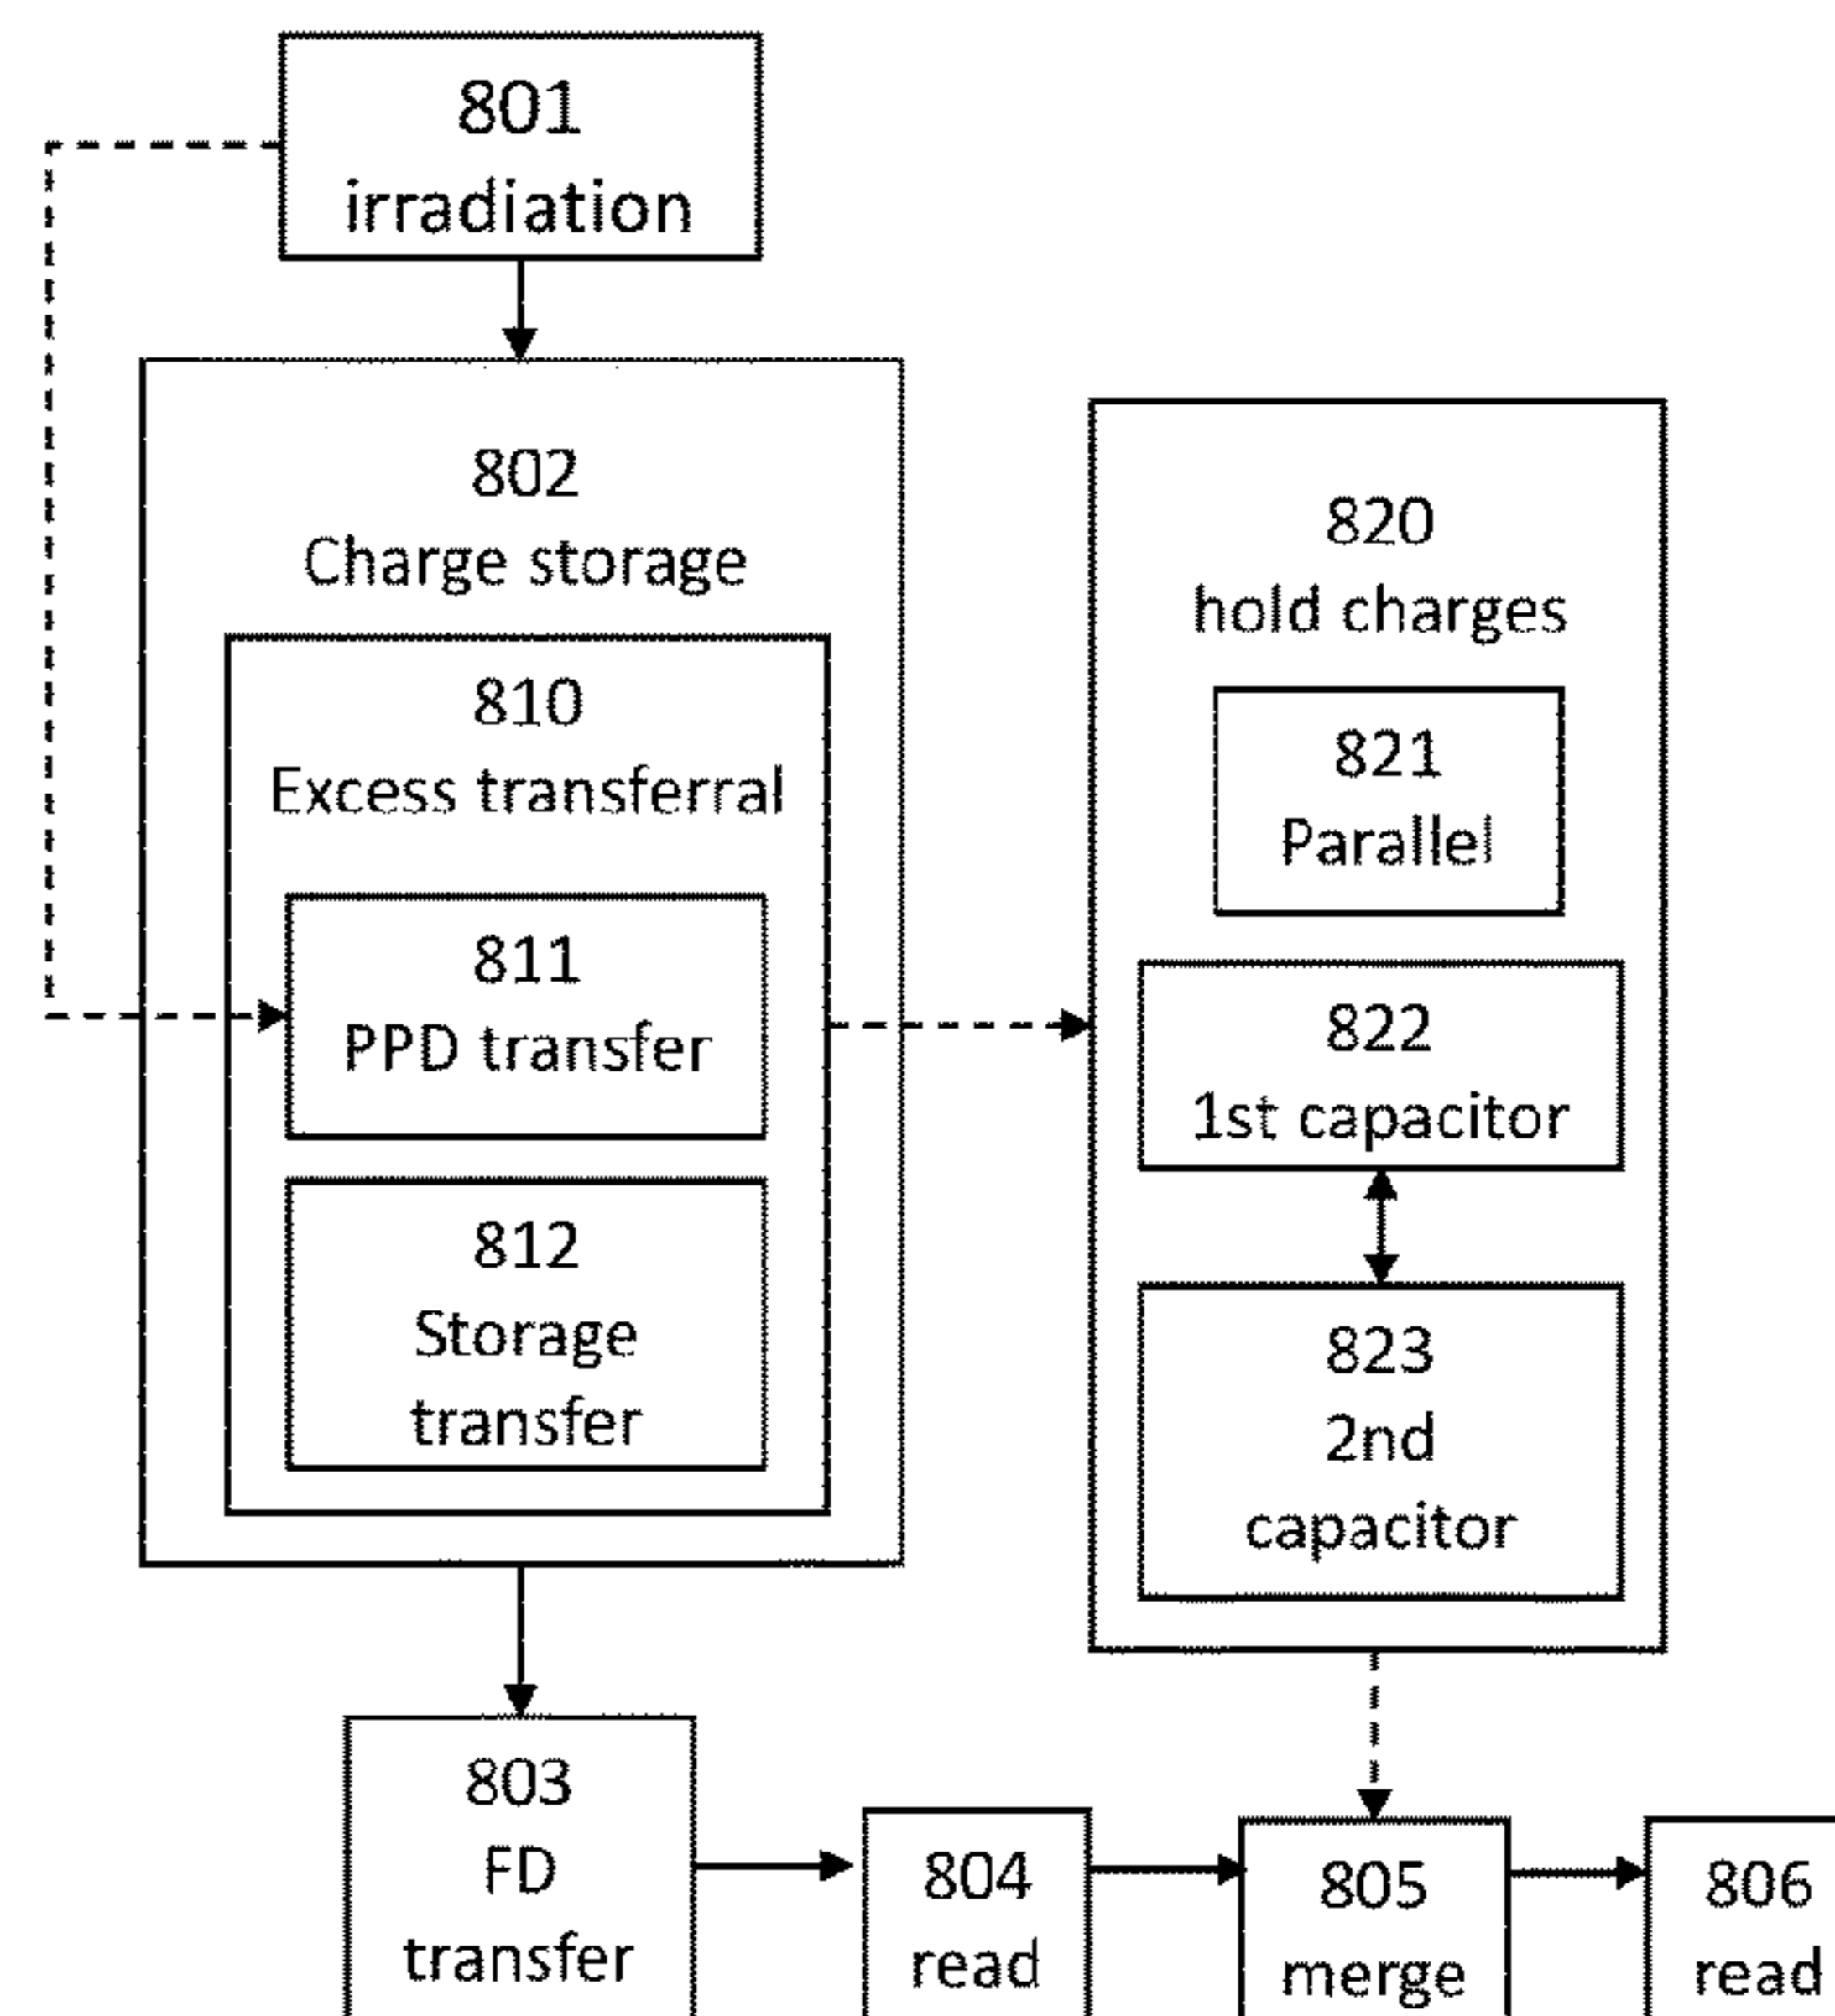 801
irradiation
802
Charge storage
810
Excess transferral
811
PPD transfer
812
Storage
transfer
820
hold charges
821
Parallel
822
1st capacitor
823
2nd
capacitor
803
FD
transfer
804
read
805
merge
806
read